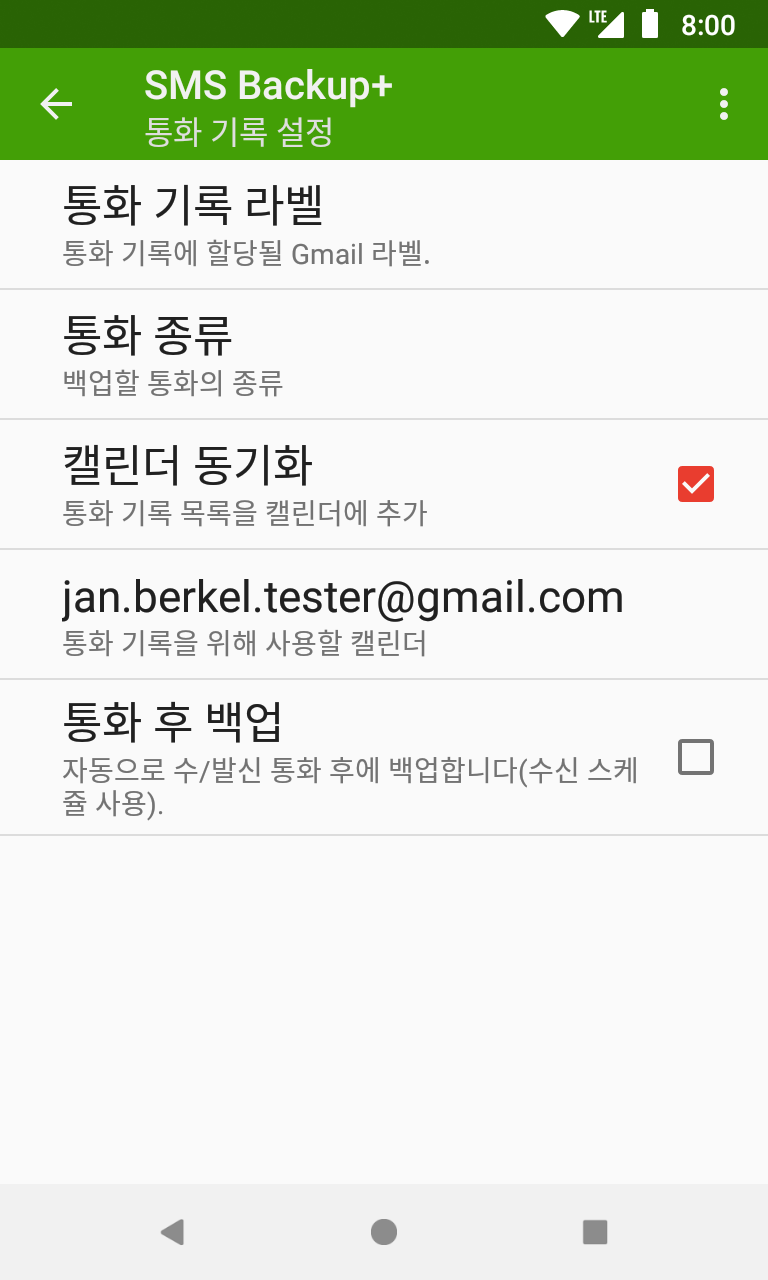 LTE 8:00
SMS Backup+
통화 기록 설정
통화 기록 라벨
통화 기록에 할당될 Gmail 라벨.
통화 종류
백업할 통화의 종류
캘린더 동기화
통화 기록 목록을 캘린더에 추가
jan.berkel.tester@gmail.com
통화 기록을 위해 사용할 캘린더
통화 후 백업
자동으로 수/발신 통화 후에 백업합니다(수신 스케
쥴 사용).